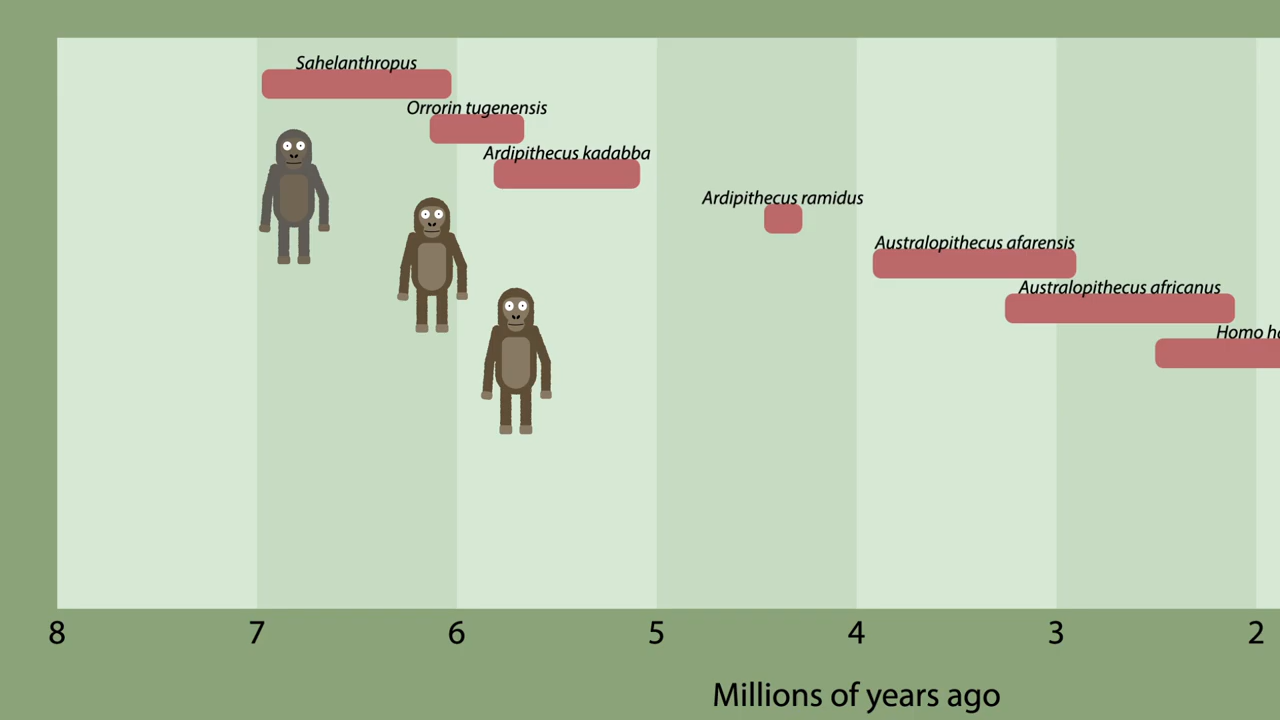 Sahelanthropus
Orrorin tugenensis
Ardipithecus kadabba
Ardipithecus ramidus
Australopithecus afarensis
Australopithecus africanus
Homo
8 7 6 5 4 3 2
Millions of years ago